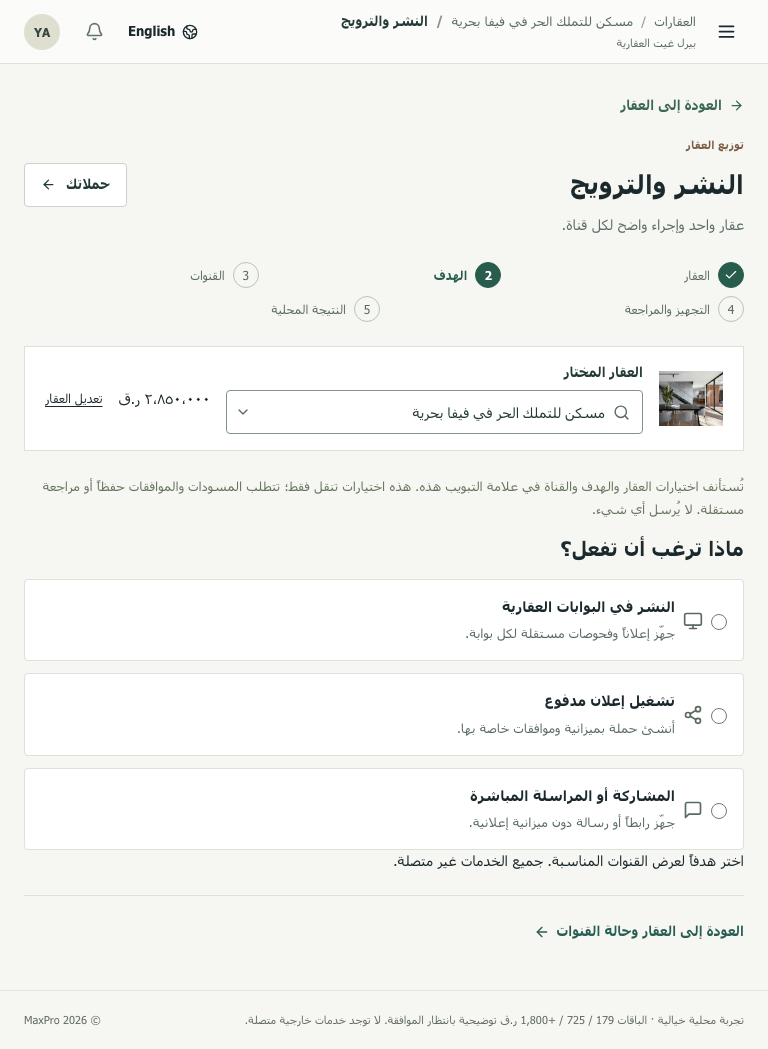 العقارات / مسكن للتملك الحر في فيفا بحرية / النشر والترويج
بيرل غيت العقارية
English
YA
العودة إلى العقار
توزيع العقار
النشر والترويج
حملاتك
عقار واحد وإجراء واضح لكل قناة.
العقار
2 الهدف
3 القنوات
4 التجهيز والمراجعة
5 النتيجة المحلية
العقار المختار
مسكن للتملك الحر في فيفا بحرية
٢،٨٥٠،٠٠٠ ر.ق
تعديل العقار
تُستأنف اختيارات العقار والهدف والقناة في علامة التبويب هذه. هذه اختيارات تنقل فقط؛ تتطلب المسودات والموافقات حفظاً أو مراجعة
مستقلة. لا يُرسل أي شيء.
ماذا ترغب أن تفعل؟
النشر في البوابات العقارية
جهّز إعلاناً وفحوصات مستقلة لكل بوابة.
تشغيل إعلان مدفوع
أنشئ حملة بميزانية وموافقات خاصة بها.
المشاركة أو المراسلة المباشرة
جهّز رابطاً أو رسالة دون ميزانية إعلانية.
اختر هدفاً لعرض القنوات المناسبة. جميع الخدمات غير متصلة.
العودة إلى العقار وحالة القنوات
تجربة محلية خيالية · الباقات 179 / 725 / +1,800 ر.ق توضيحية بانتظار الموافقة. لا توجد خدمات خارجية متصلة.
© 2026 MaxPro